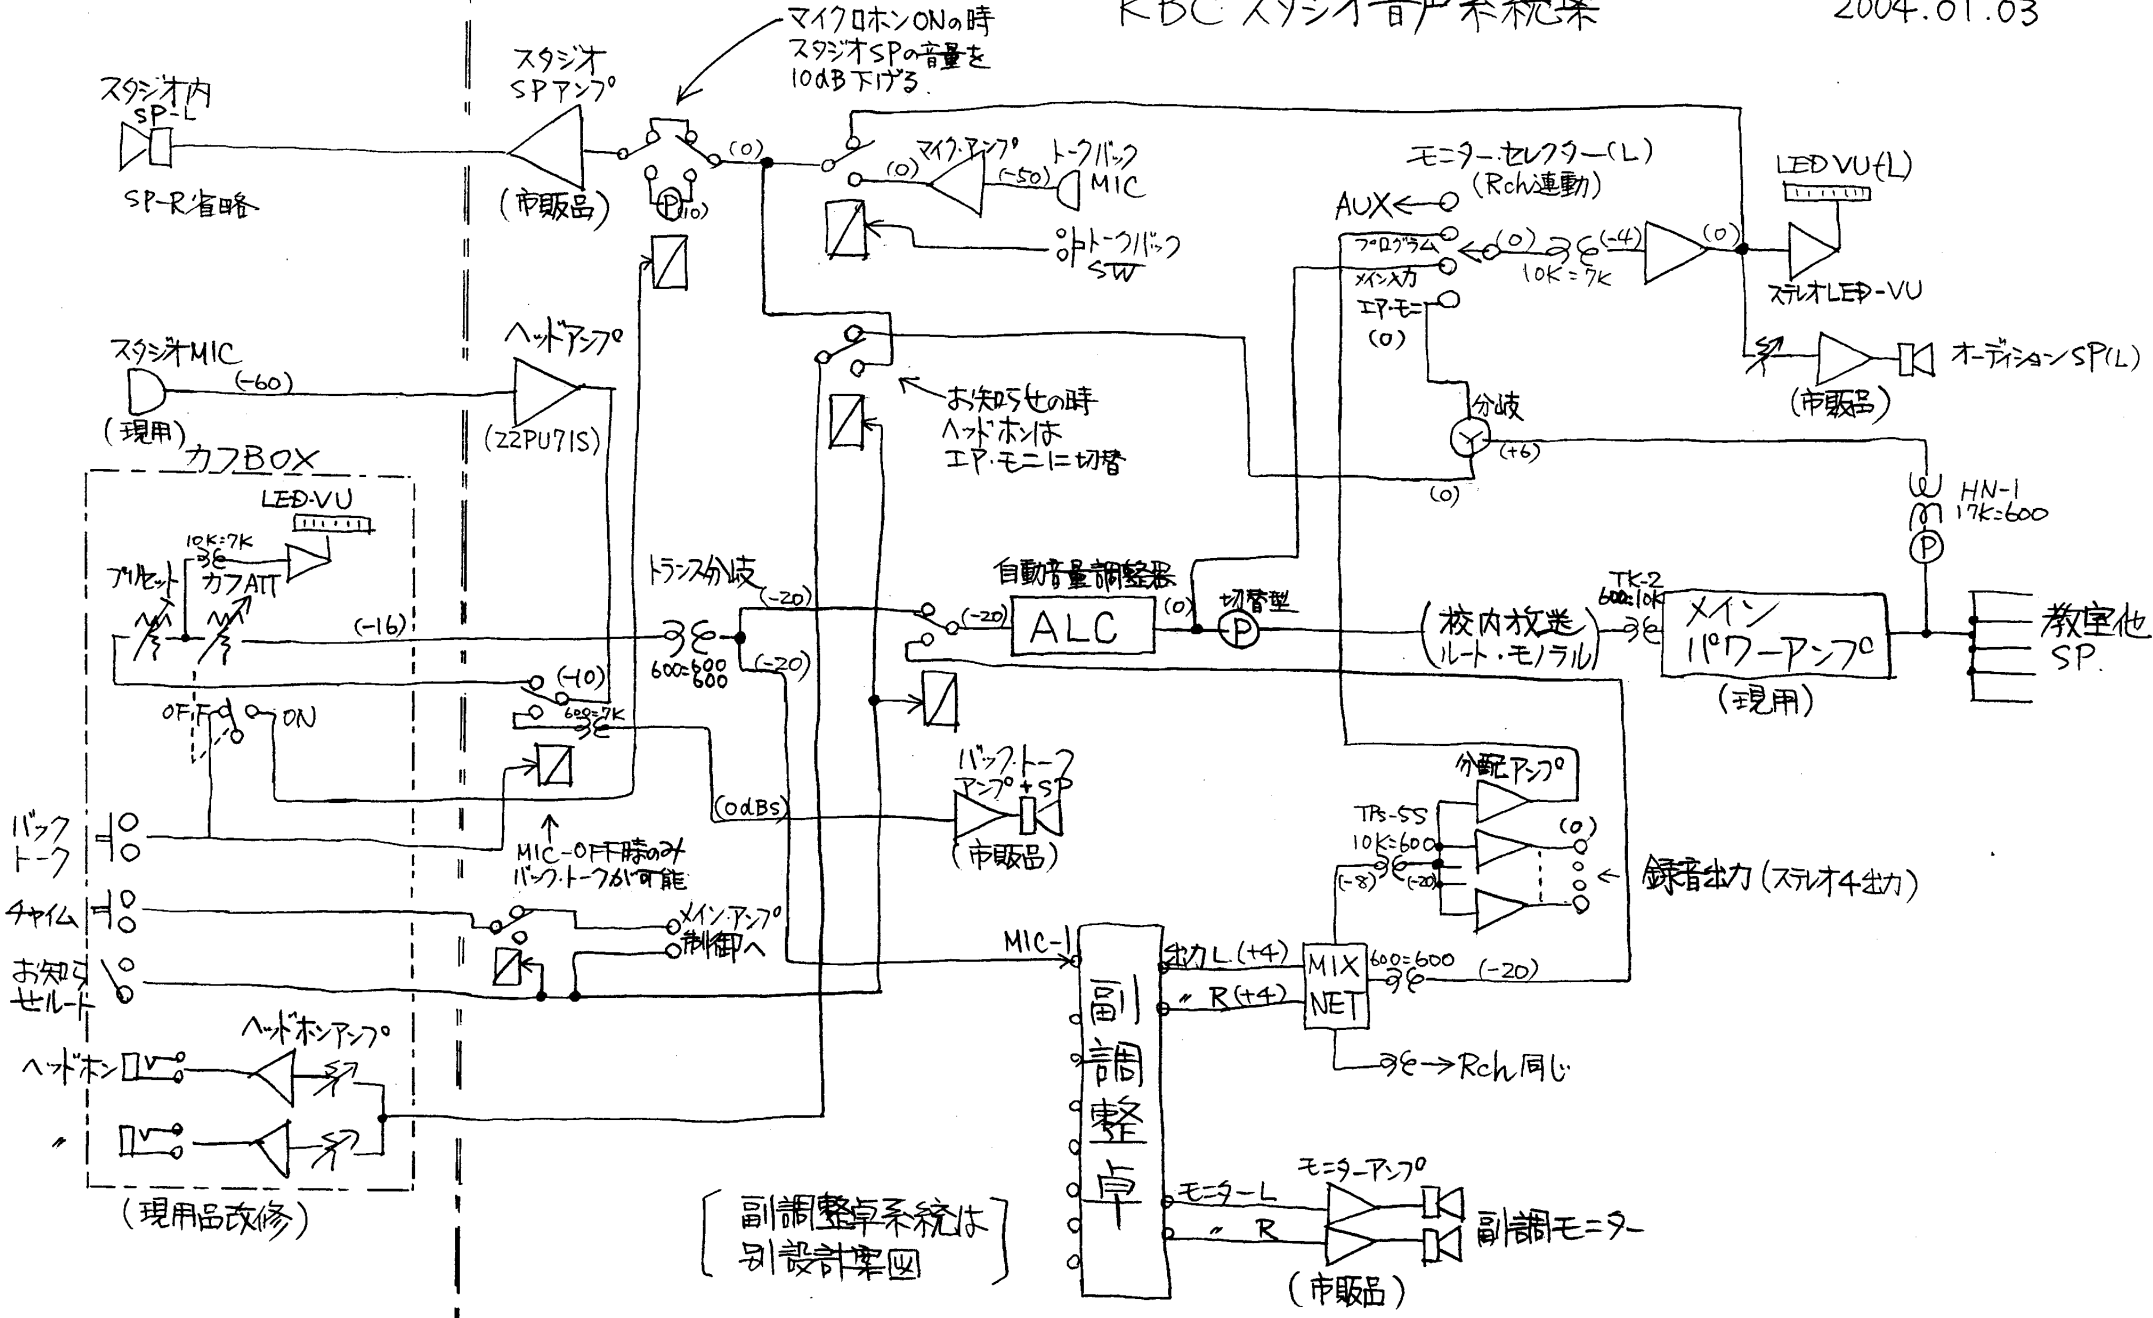 KBC スタジオ音声系統案
2004.01.03
マイクロホンONの時
スタジオSPの音量を
10dB下げる.
スタジオ内
SP-L
SP-R省略
スタジオ
SPアンプ
(市販品)
P
(10)
(0)
(0)
マイク・アンプ
(-50)
トークバック
MIC
トークバック
SW
モニター・セレクター(L)
(Rch連動)
AUX
プログラム
メイン入力
エア・モニ
(0)
(0)
10K=7K
(-4)
(0)
LED VU(L)
ステレオLED-VU
オーディションSP(L)
(市販品)
スタジオMIC
(-60)
(現用)
ヘッドアンプ
(22PU71S)
お知らせの時
ヘッドホンは
エア・モニに切替
分岐
(+6)
(0)
HN-1
17K=600
P
カフBOX
LED-VU
10K=7K
プリセット
カフATT
(-16)
OFF
ON
トランス分岐
600=600
600
(-20)
(-20)
(-10)
600=7K
自動音量調整器
(-20)
ALC
(0)
切替型
P
(校内放送
ルート・モノラル)
TK-2
600:10K
メイン
パワーアンプ
(現用)
教室他
SP.
バック
トーク
MIC-OFF時のみ
バック・トークが可能
(0dBs)
バック・トーク
アンプ+SP
(市販品)
チャイム
メイン・アンプ
制御へ
お知ら
せルート
ヘッドホンアンプ
ヘッドホン
〃
(現用品改修)
分配アンプ
TPs-5S
10K=600
(-8)
(-20)
(0)
録音出力(ステレオ4出力)
MIC-1
副調整卓
出力L.(+4)
〃 R(+4)
MIX
NET
600=600
(-20)
Rch同じ
モニターL
〃 R
モニターアンプ
副調モニター
(市販品)
[副調整卓系統は
別設計案図]